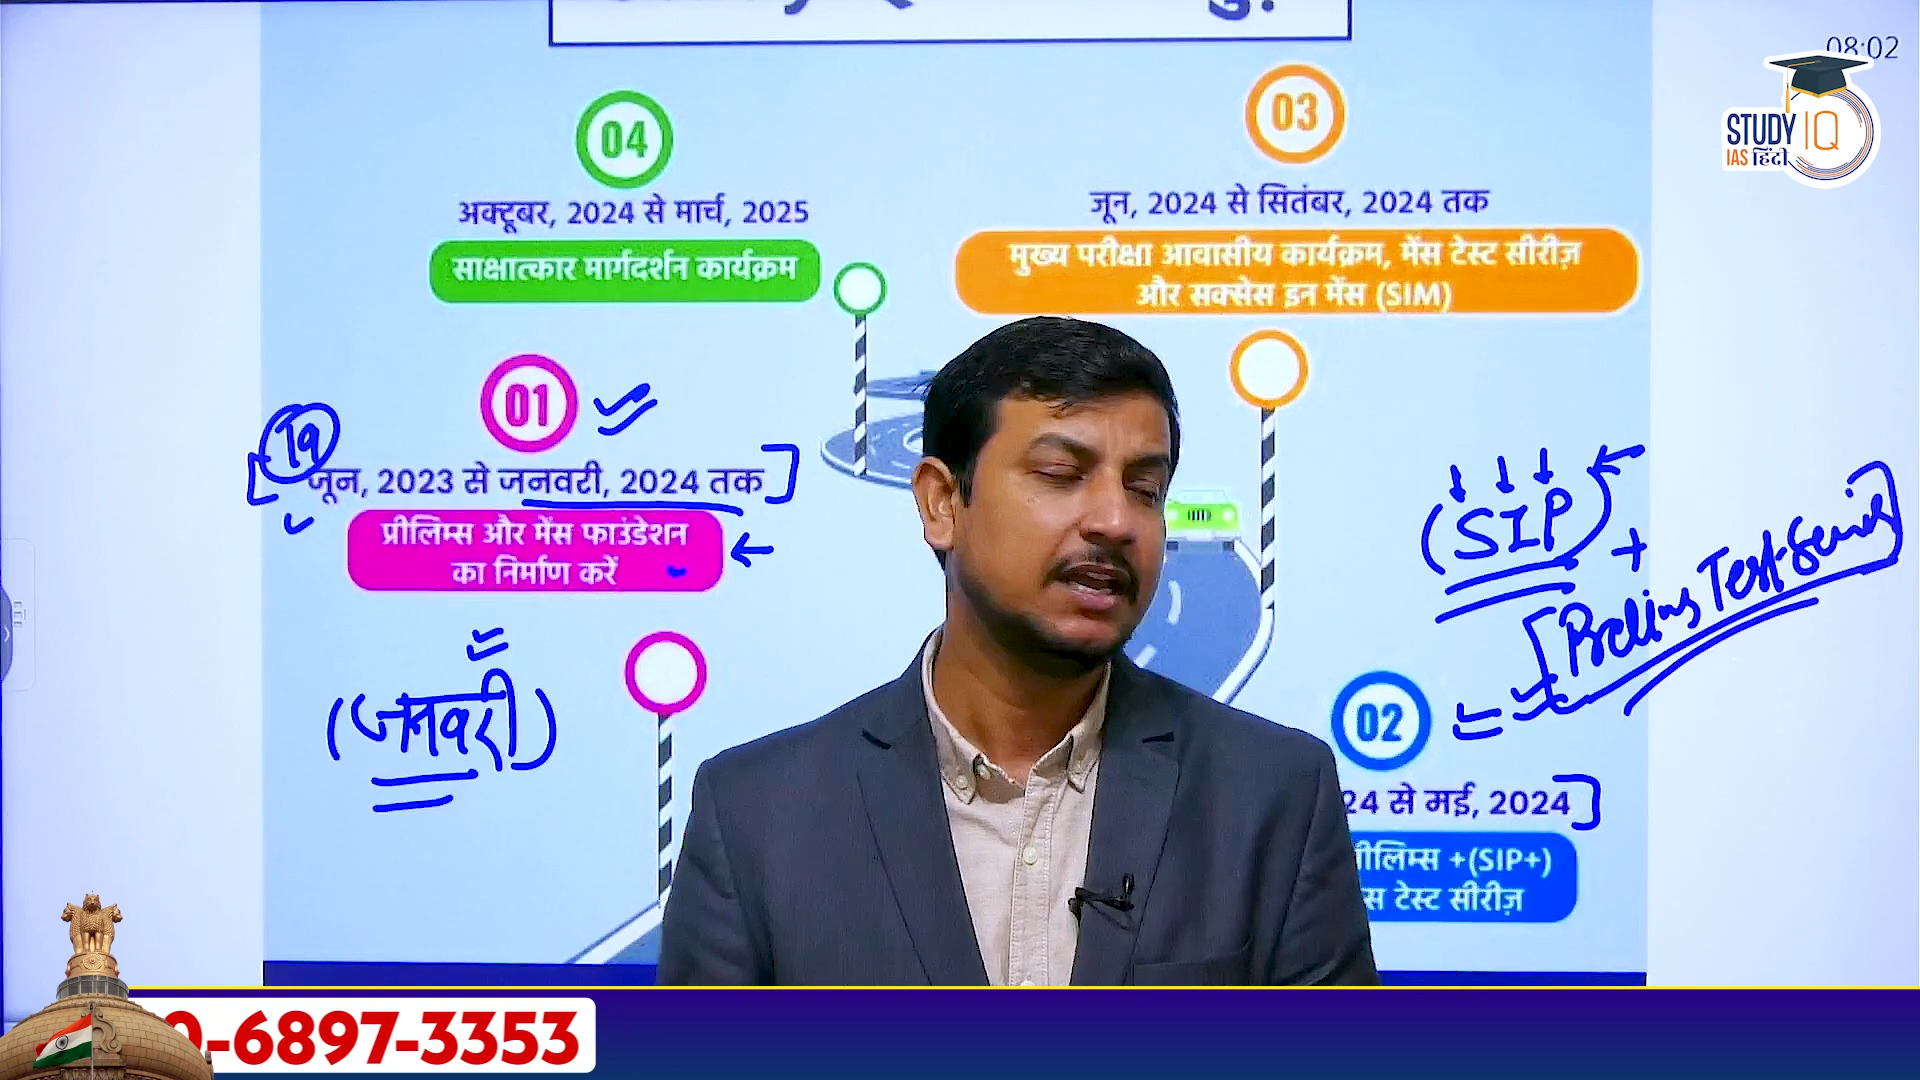 08:02
STUDY IQ
IAS हिंदी
04
अक्टूबर, 2024 से मार्च, 2025
साक्षात्कार मार्गदर्शन कार्यक्रम
03
जून, 2024 से सितंबर, 2024 तक
मुख्य परीक्षा आवासीय कार्यक्रम, मेंस टेस्ट सीरीज़
और सक्सेस इन मेंस (SIM)
01
19
जून, 2023 से जनवरी, 2024 तक
प्रीलिम्स और मेंस फाउंडेशन
का निर्माण करें
(जनवरी)
(SIP) +
[Prelims Test-Series]
02
24 से मई, 2024]
ीलिम्स +(SIP+)
स टेस्ट सीरीज़
0-6897-3353